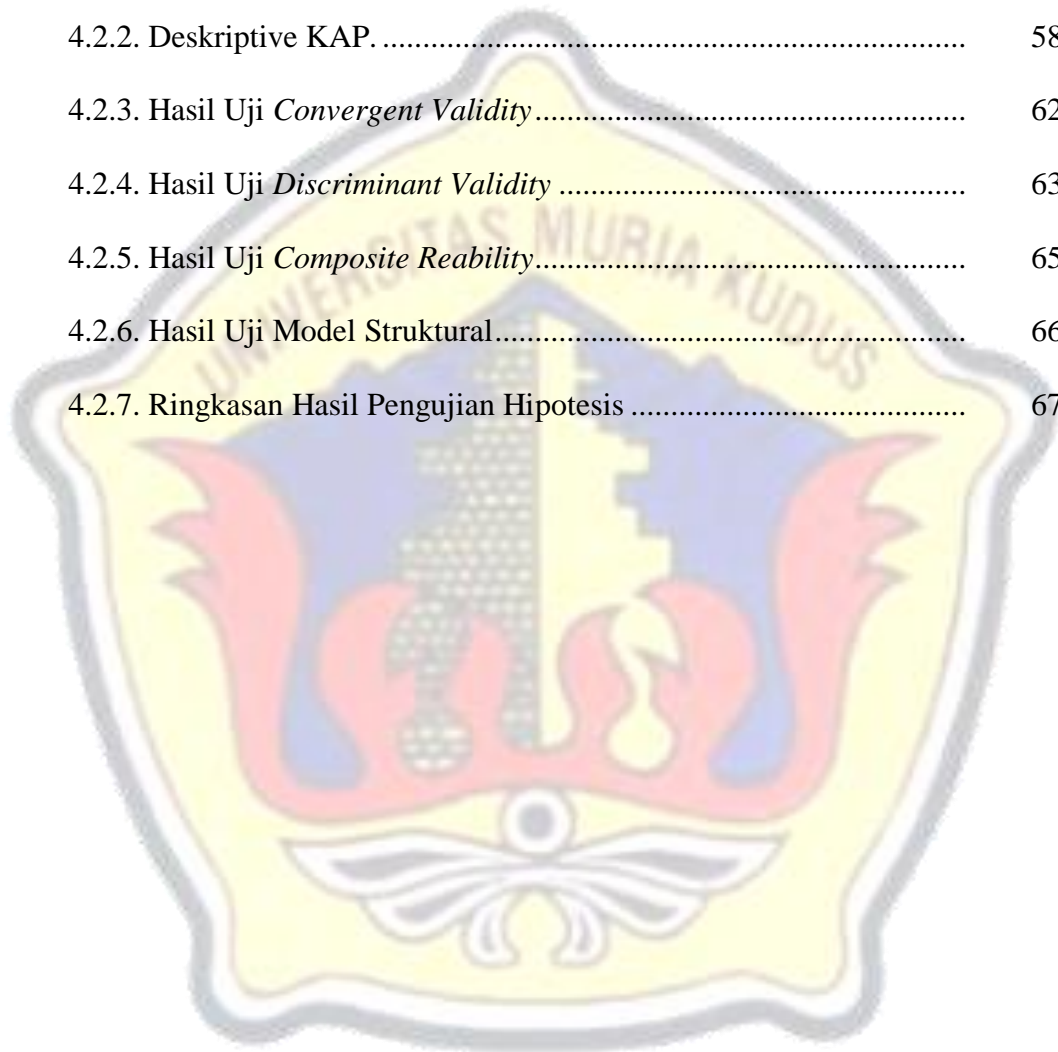 4.2.2. Deskriptive KAP. .................................................................. 58
4.2.3. Hasil Uji Convergent Validity ................................................. 62
4.2.4. Hasil Uji Discriminant Validity .............................................. 63
4.2.5. Hasil Uji Composite Reability ................................................. 65
4.2.6. Hasil Uji Model Struktural ...................................................... 66
4.2.7. Ringkasan Hasil Pengujian Hipotesis ...................................... 67
UNIVERSITAS MURIA KUDUS